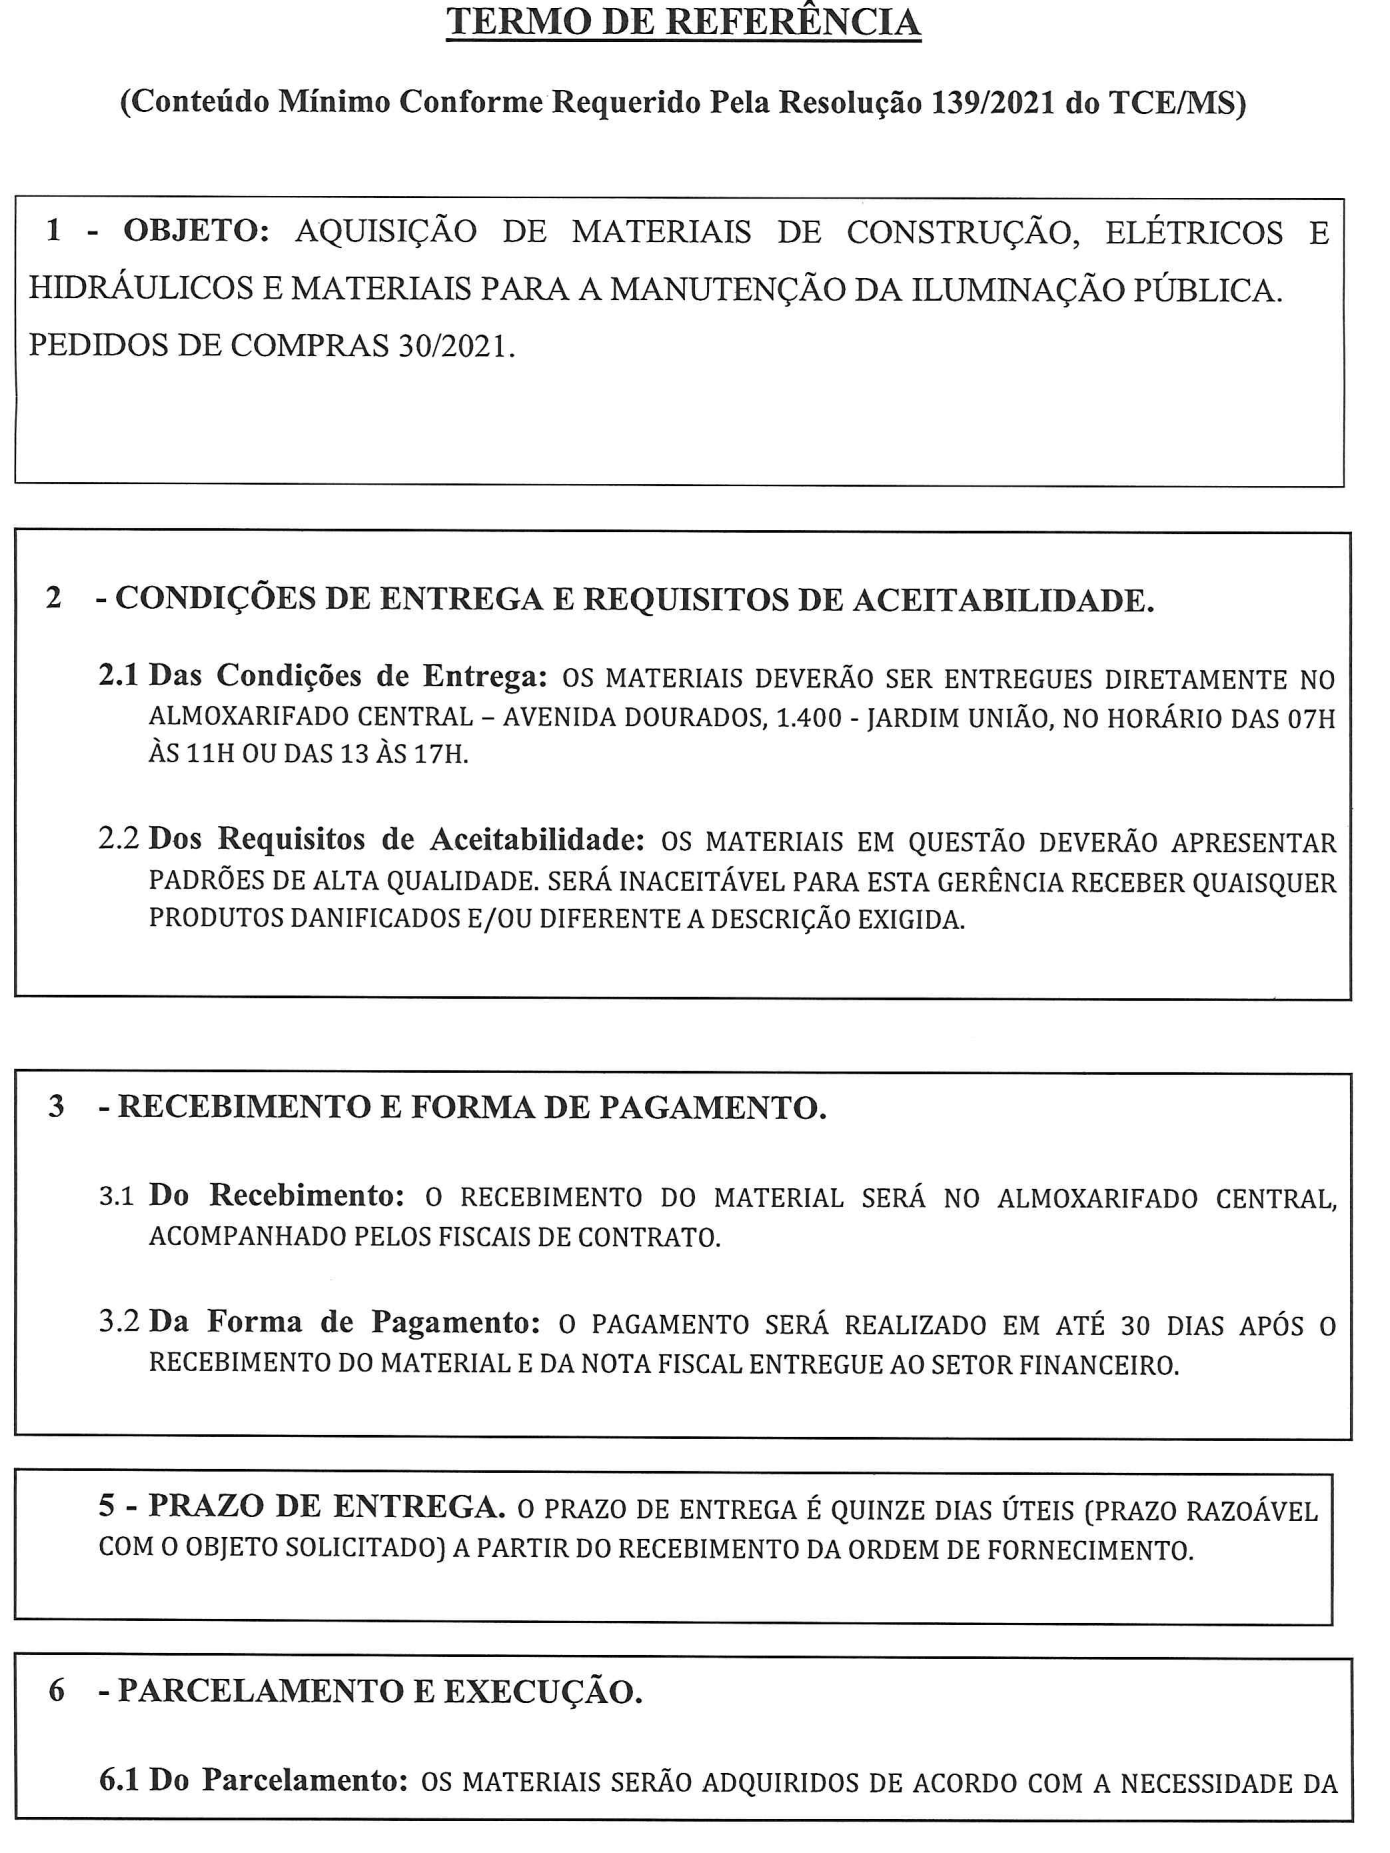 TERMO DE REFERÊNCIA
(Conteúdo Mínimo Conforme Requerido Pela Resolução 139/2021 do TCE/MS)
1 - OBJETO: AQUISIÇÃO DE MATERIAIS DE CONSTRUÇÃO, ELÉTRICOS E
HIDRÁULICOS E MATERIAIS PARA A MANUTENÇÃO DA ILUMINAÇÃO PÚBLICA.
PEDIDOS DE COMPRAS 30/2021.
2 - CONDIÇÕES DE ENTREGA E REQUISITOS DE ACEITABILIDADE.
2.1 Das Condições de Entrega: OS MATERIAIS DEVERÃO SER ENTREGUES DIRETAMENTE NO
ALMOXARIFADO CENTRAL – AVENIDA DOURADOS, 1.400 - JARDIM UNIÃO, NO HORÁRIO DAS 07H
ÀS 11H OU DAS 13 ÀS 17H.
2.2 Dos Requisitos de Aceitabilidade: OS MATERIAIS EM QUESTÃO DEVERÃO APRESENTAR
PADRÕES DE ALTA QUALIDADE. SERÁ INACEITÁVEL PARA ESTA GERÊNCIA RECEBER QUAISQUER
PRODUTOS DANIFICADOS E/OU DIFERENTE A DESCRIÇÃO EXIGIDA.
3 - RECEBIMENTO E FORMA DE PAGAMENTO.
3.1 Do Recebimento: O RECEBIMENTO DO MATERIAL SERÁ NO ALMOXARIFADO CENTRAL,
ACOMPANHADO PELOS FISCAIS DE CONTRATO.
3.2 Da Forma de Pagamento: O PAGAMENTO SERÁ REALIZADO EM ATÉ 30 DIAS APÓS O
RECEBIMENTO DO MATERIAL E DA NOTA FISCAL ENTREGUE AO SETOR FINANCEIRO.
5 - PRAZO DE ENTREGA. O PRAZO DE ENTREGA É QUINZE DIAS ÚTEIS (PRAZO RAZOÁVEL
COM O OBJETO SOLICITADO) A PARTIR DO RECEBIMENTO DA ORDEM DE FORNECIMENTO.
6 - PARCELAMENTO E EXECUÇÃO.
6.1 Do Parcelamento: OS MATERIAIS SERÃO ADQUIRIDOS DE ACORDO COM A NECESSIDADE DA